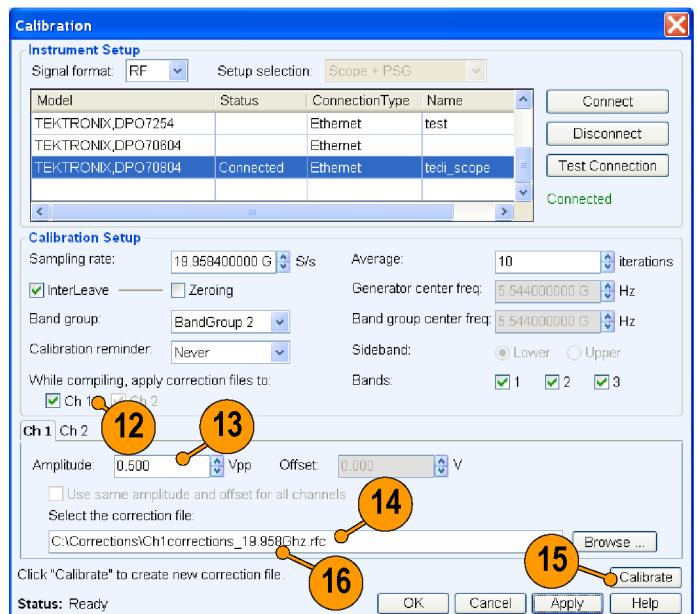 Calibration
Instrument Setup
Signal format: RF Setup selection: Scope + PSG
Model Status ConnectionType Name
TEKTRONIX,DPO7254 Ethernet test
TEKTRONIX,DPO70604 Ethernet
TEKTRONIX,DPO70804 Connected Ethernet tedi_scope
Connect
Disconnect
Test Connection
Connected
Calibration Setup
Sampling rate: 19.958400000 G S/s Average: 10 iterations
InterLeave Zeroing Generator center freq: 5.544000000 G Hz
Band group: BandGroup 2 Band group center freq: 5.544000000 G Hz
Calibration reminder: Never Sideband: Lower Upper
While compiling, apply correction files to: Bands: 1 2 3
Ch 1 Ch 2
12
13
Ch 1 Ch 2
Amplitude: 0.500 Vpp Offset: 0.000 V
Use same amplitude and offset for all channels
14
Select the correction file:
C:\Corrections\Ch1corrections_19.958Ghz.rfc Browse ...
15
16
Click "Calibrate" to create new correction file. Calibrate
Status: Ready OK Cancel Apply Help